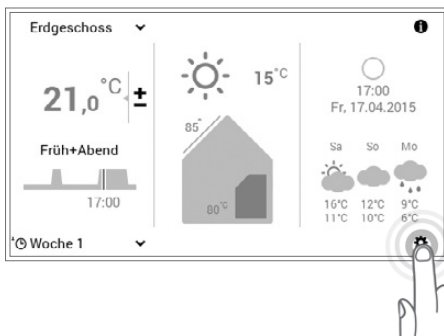 Erdgeschoss
21,0 °C ±
Früh+Abend
17:00
Woche 1
15°C
85°
80°C
17:00
Fr, 17.04.2015
Sa So Mo
16°C 12°C 9°C
11°C 10°C 6°C